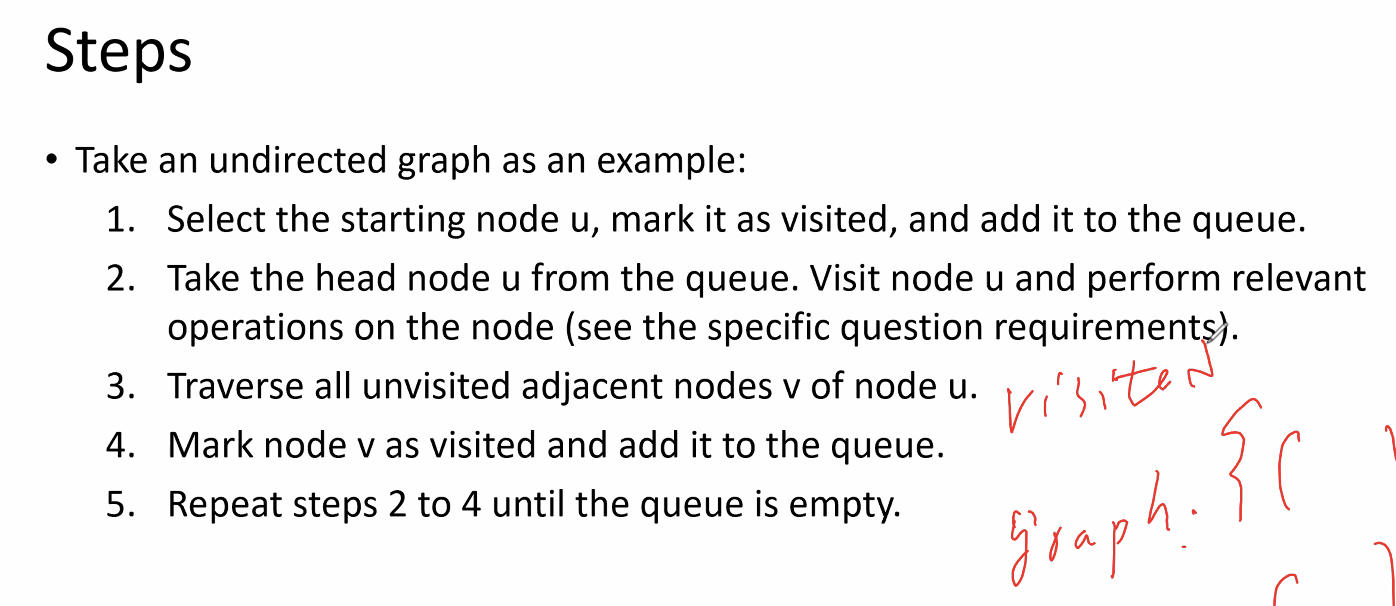 Steps
• Take an undirected graph as an example:
1. Select the starting node u, mark it as visited, and add it to the queue.
2. Take the head node u from the queue. Visit node u and perform relevant
operations on the node (see the specific question requirements).
3. Traverse all unvisited adjacent nodes v of node u.
visited
4. Mark node v as visited and add it to the queue.
5. Repeat steps 2 to 4 until the queue is empty.
graph: {(